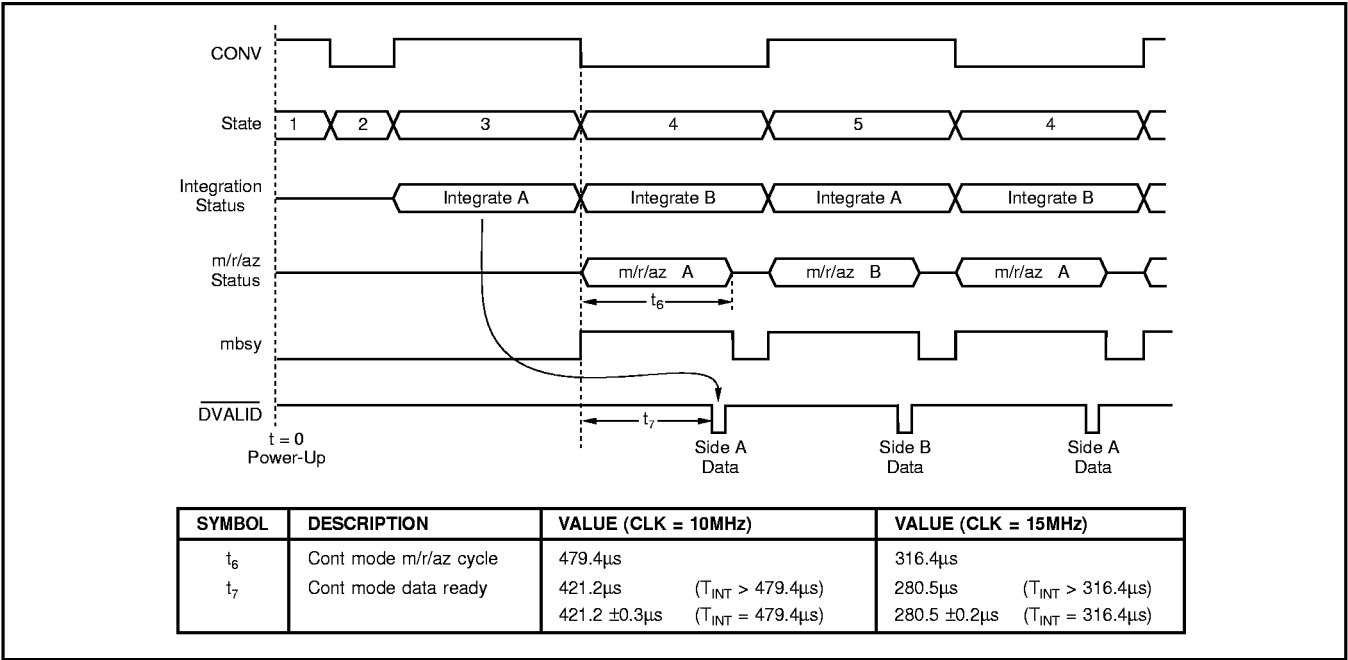 CONV
State 1 2 3 4 5 4
Integration
Status
Integrate A Integrate B Integrate A Integrate B
m/r/az
Status
m/r/az A m/r/az B m/r/az A
t6
mbsy
DVALID
t7
t = 0
Power-Up
Side A
Data
Side B
Data
Side A
Data
SYMBOL DESCRIPTION VALUE (CLK = 10MHz) VALUE (CLK = 15MHz)
t6 Cont mode m/r/az cycle 479.4µs 316.4µs
t7 Cont mode data ready 421.2µs (TINT > 479.4µs) 280.5µs (TINT > 316.4µs)
421.2 ±0.3µs (TINT = 479.4µs) 280.5 ±0.2µs (TINT = 316.4µs)